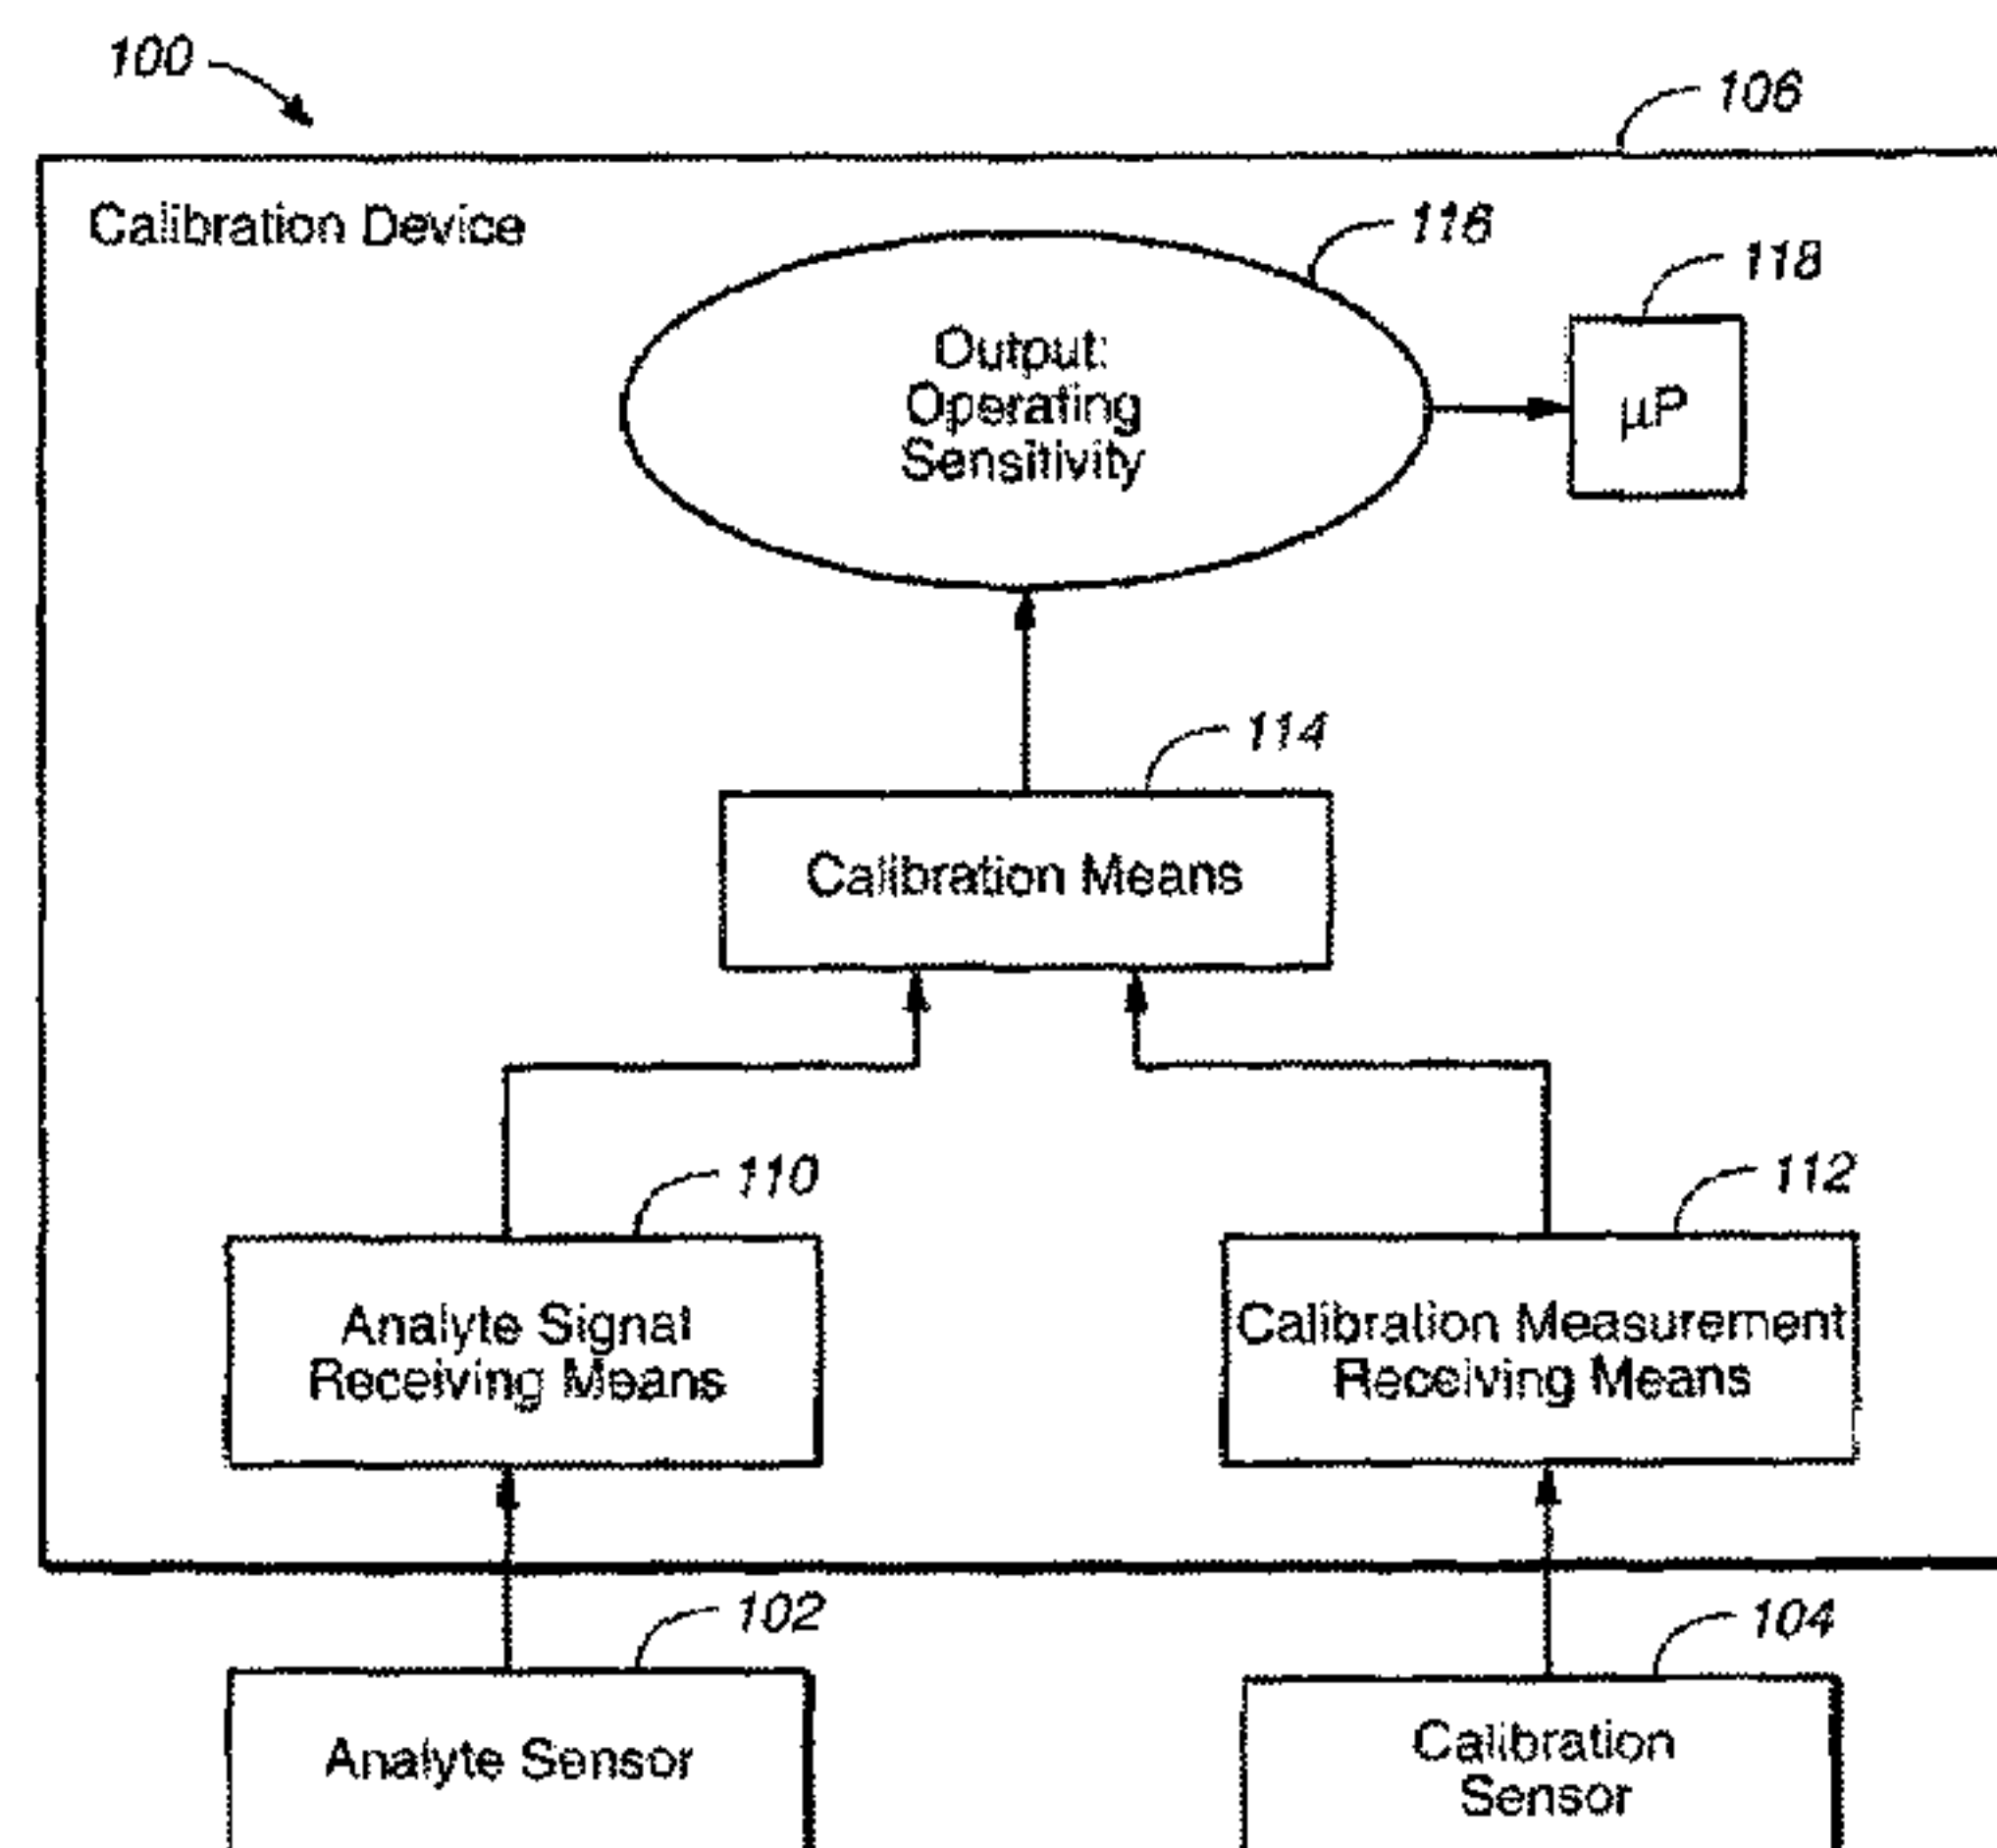 100
106
Calibration Device
116
118
Output:
Operating
Sensitivity
µP
114
Calibration Means
110
112
Analyte Signal
Receiving Means
Calibration Measurement
Receiving Means
102
104
Analyte Sensor
Calibration
Sensor